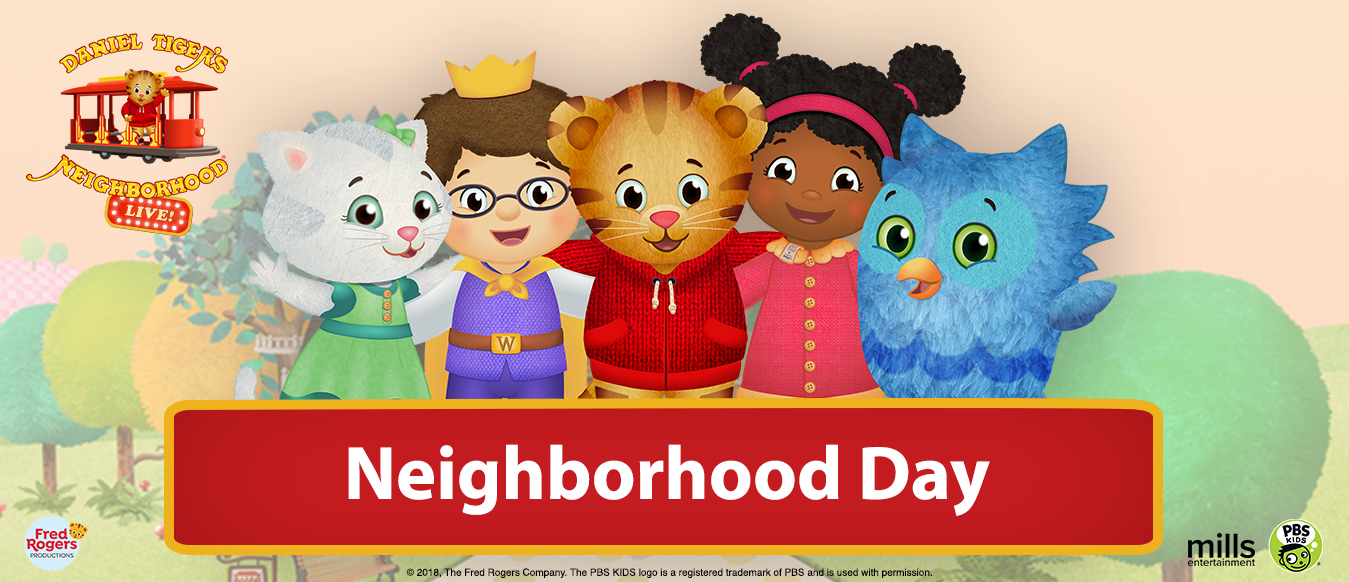 DANIEL TIGER'S
NEIGHBORHOOD
LIVE!
W
Neighborhood Day
Fred
Rogers
PRODUCTIONS
mills
entertainment
PBS
KIDS
© 2018, The Fred Rogers Company. The PBS KIDS logo is a registered trademark of PBS and is used with permission.